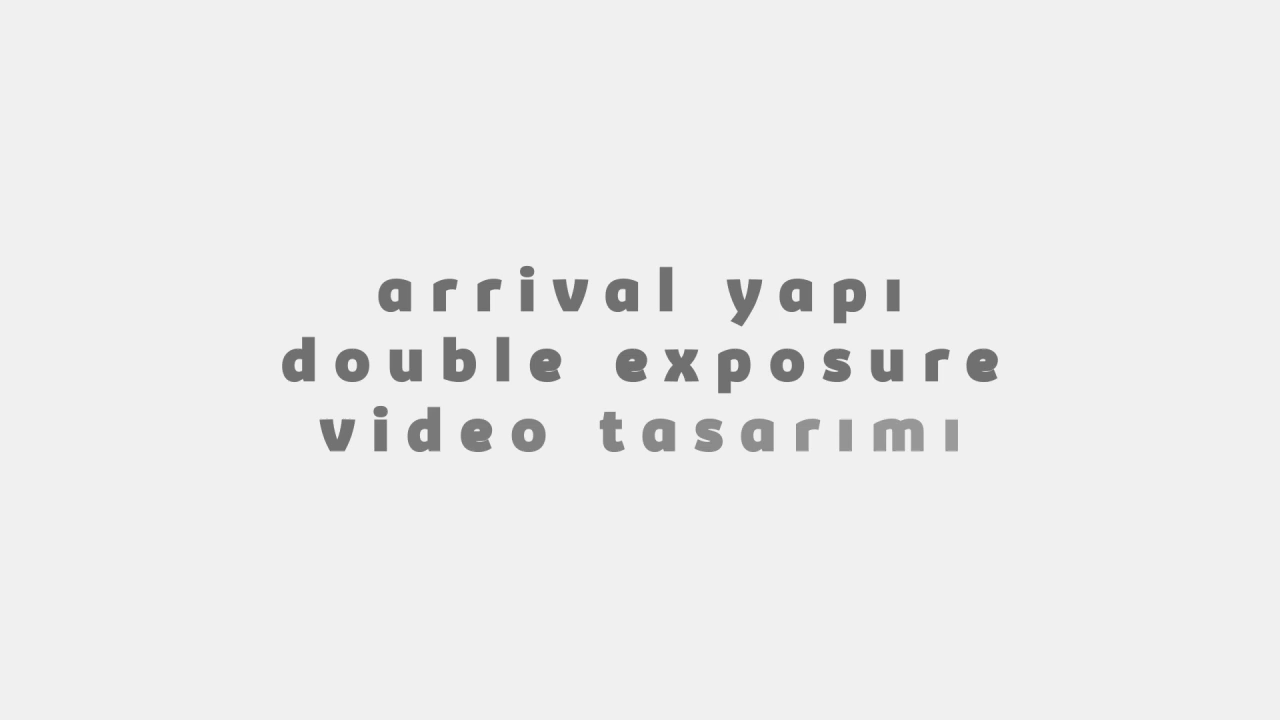 arrival yapı
double exposure
video tasarımı